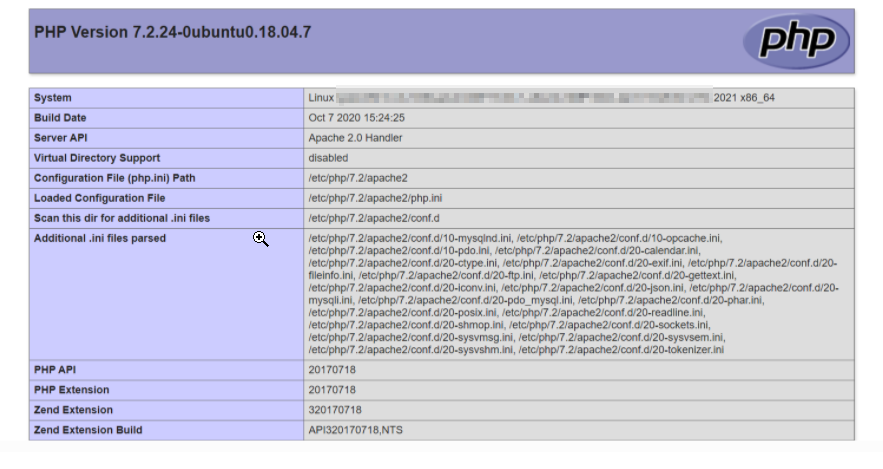 PHP Version 7.2.24-0ubuntu0.18.04.7
php
System Linux 2021 x86_64
Build Date Oct 7 2020 15:24:25
Server API Apache 2.0 Handler
Virtual Directory Support disabled
Configuration File (php.ini) Path /etc/php/7.2/apache2
Loaded Configuration File /etc/php/7.2/apache2/php.ini
Scan this dir for additional .ini files /etc/php/7.2/apache2/conf.d
Additional .ini files parsed /etc/php/7.2/apache2/conf.d/10-mysqlnd.ini, /etc/php/7.2/apache2/conf.d/10-opcache.ini,
/etc/php/7.2/apache2/conf.d/10-pdo.ini, /etc/php/7.2/apache2/conf.d/20-calendar.ini,
/etc/php/7.2/apache2/conf.d/20-ctype.ini, /etc/php/7.2/apache2/conf.d/20-exif.ini, /etc/php/7.2/apache2/conf.d/20-
fileinfo.ini, /etc/php/7.2/apache2/conf.d/20-ftp.ini, /etc/php/7.2/apache2/conf.d/20-gettext.ini,
/etc/php/7.2/apache2/conf.d/20-iconv.ini, /etc/php/7.2/apache2/conf.d/20-json.ini, /etc/php/7.2/apache2/conf.d/20-
mysqli.ini, /etc/php/7.2/apache2/conf.d/20-pdo_mysql.ini, /etc/php/7.2/apache2/conf.d/20-phar.ini,
/etc/php/7.2/apache2/conf.d/20-posix.ini, /etc/php/7.2/apache2/conf.d/20-readline.ini,
/etc/php/7.2/apache2/conf.d/20-shmop.ini, /etc/php/7.2/apache2/conf.d/20-sockets.ini,
/etc/php/7.2/apache2/conf.d/20-sysvmsg.ini, /etc/php/7.2/apache2/conf.d/20-sysvsem.ini,
/etc/php/7.2/apache2/conf.d/20-sysvshm.ini, /etc/php/7.2/apache2/conf.d/20-tokenizer.ini
PHP API 20170718
PHP Extension 20170718
Zend Extension 320170718
Zend Extension Build API320170718,NTS